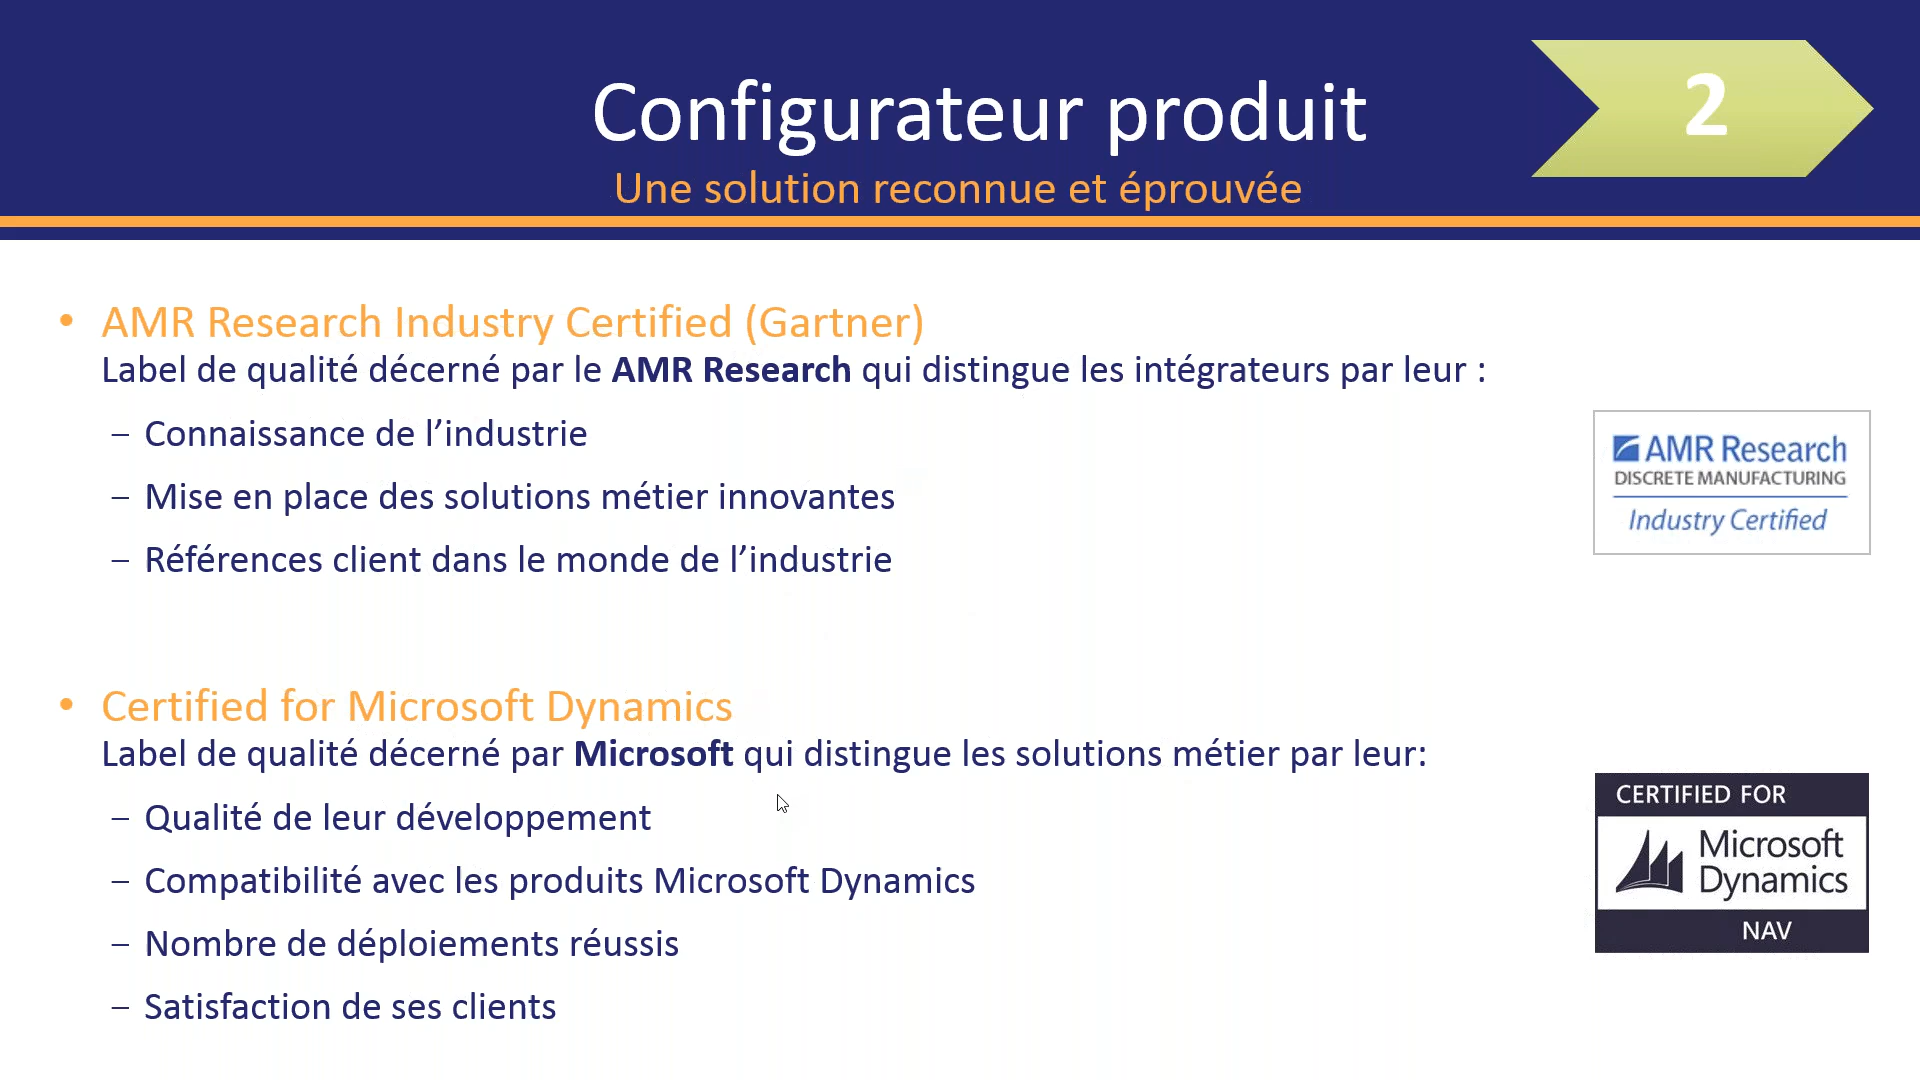 Configurateur produit
2
Une solution reconnue et éprouvée
• AMR Research Industry Certified (Gartner)
Label de qualité décerné par le AMR Research qui distingue les intégrateurs par leur :
– Connaissance de l’industrie
– Mise en place des solutions métier innovantes
– Références client dans le monde de l’industrie
AMR Research
DISCRETE MANUFACTURING
Industry Certified
• Certified for Microsoft Dynamics
Label de qualité décerné par Microsoft qui distingue les solutions métier par leur:
– Qualité de leur développement
– Compatibilité avec les produits Microsoft Dynamics
– Nombre de déploiements réussis
– Satisfaction de ses clients
CERTIFIED FOR
Microsoft
Dynamics
NAV